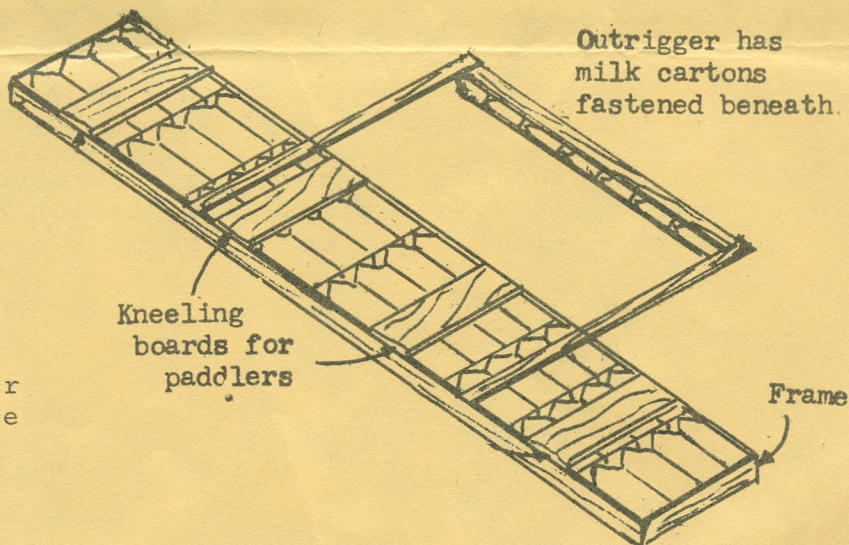 Outrigger has
milk cartons
fastened beneath.
Kneeling
boards for
paddlers
r
e
Frame